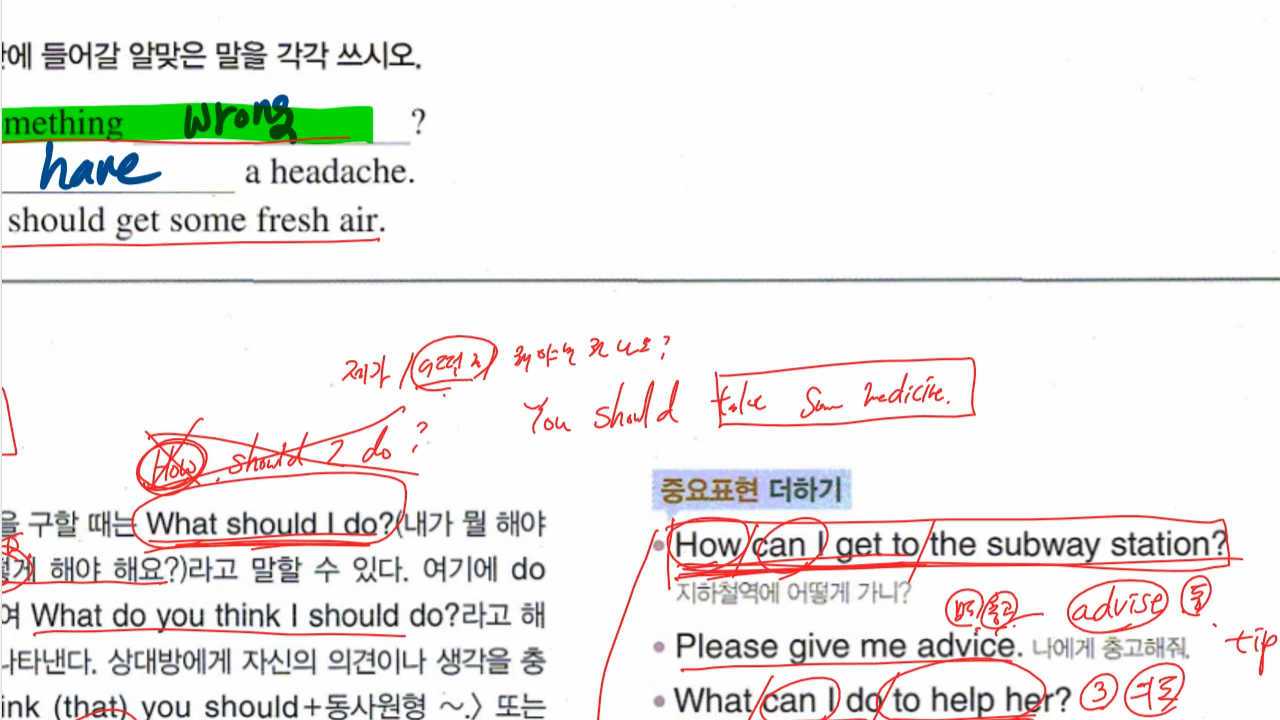 에 들어갈 알맞은 말을 각각 쓰시오.
mething wrong ?
have a headache.
should get some fresh air.
제가 해야
You should take some medicine.
How should I do?
중요표현 더하기
을 구할 때는 What should I do?(내가 뭘 해야
How can I get to the subway station?
해야 해요?)라고 말할 수 있다. 여기에 do
지하철역에 어떻게 가니?
advise 동
여 What do you think I should do?라고 해
Please give me advice. 나에게 충고해줘.
tip
나타낸다. 상대방에게 자신의 의견이나 생각을 충
What can I do to help her? ③
ink (that) you should+동사원형 ~.> 또는